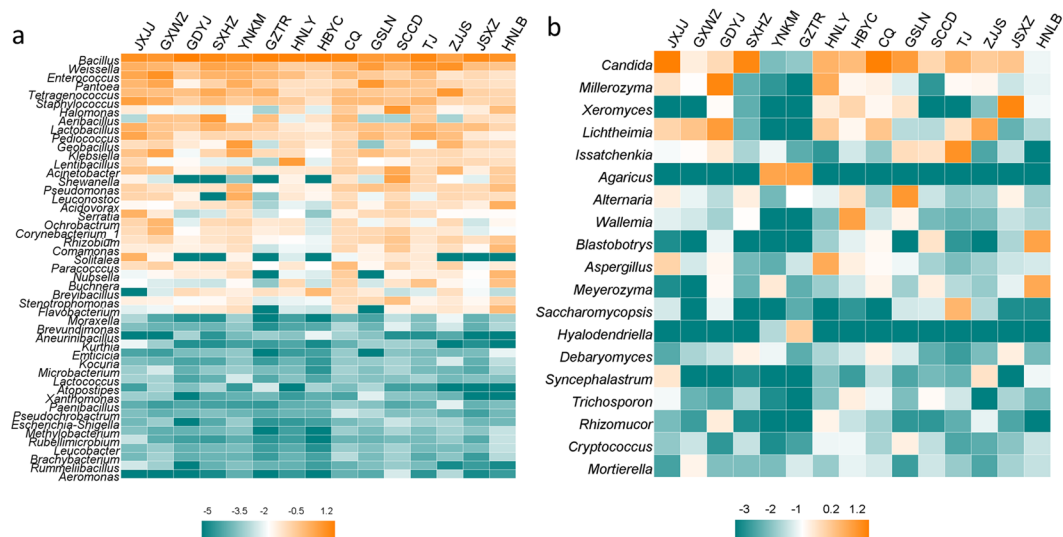 a
JXJJ GXWZ GDYJ SXHZ YNKM GZTR HNLY HBYC CQ GSLN SCCD TJ ZJJS JSXZ HNLB
Bacillus
Weissella
Enterococcus
Pantoea
Tetragenococcus
Staphylococcus
Halomonas
Aeribacillus
Lactobacillus
Pediococcus
Geobacillus
Klebsiella
Lentibacillus
Acinetobacter
Shewanella
Pseudomonas
Leuconostoc
Acidovorax
Serratia
Ochrobactrum
Corynebacterium_1
Rhizobium
Comamonas
Solitalea
Paracocccus
Nubsella
Buchnera
Brevibacillus
Stenotrophomonas
Flavobacterium
Moraxella
Brevundimonas
Aneurinibacillus
Kurthia
Emticicia
Kocuria
Microbacterium
Lactococcus
Atopostipes
Xanthomonas
Paenibacillus
Pseudochrobactrum
Escherichia-Shigella
Methylobacterium
Rubellimicrobium
Leucobacter
Brachybacterium
Rummeliibacillus
Aeromonas
-5 -3.5 -2 -0.5 1.2
b
JXJJ GXWZ GDYJ SXHZ YNKM GZTR HNLY HBYC CQ GSLN SCCD TJ ZJJS JSXZ HNLB
Candida
Millerozyma
Xeromyces
Lichtheimia
Issatchenkia
Agaricus
Alternaria
Wallemia
Blastobotrys
Aspergillus
Meyerozyma
Saccharomycopsis
Hyalodendriella
Debaryomyces
Syncephalastrum
Trichosporon
Rhizomucor
Cryptococcus
Mortierella
-3 -2 -1 0.2 1.2